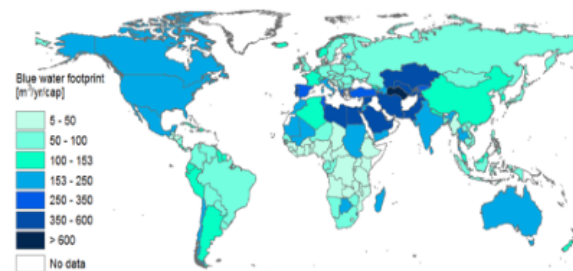 Blue water footprint
[m³/yr/cap]
5 - 50
50 - 100
100 - 153
153 - 250
250 - 350
350 - 600
> 600
No data